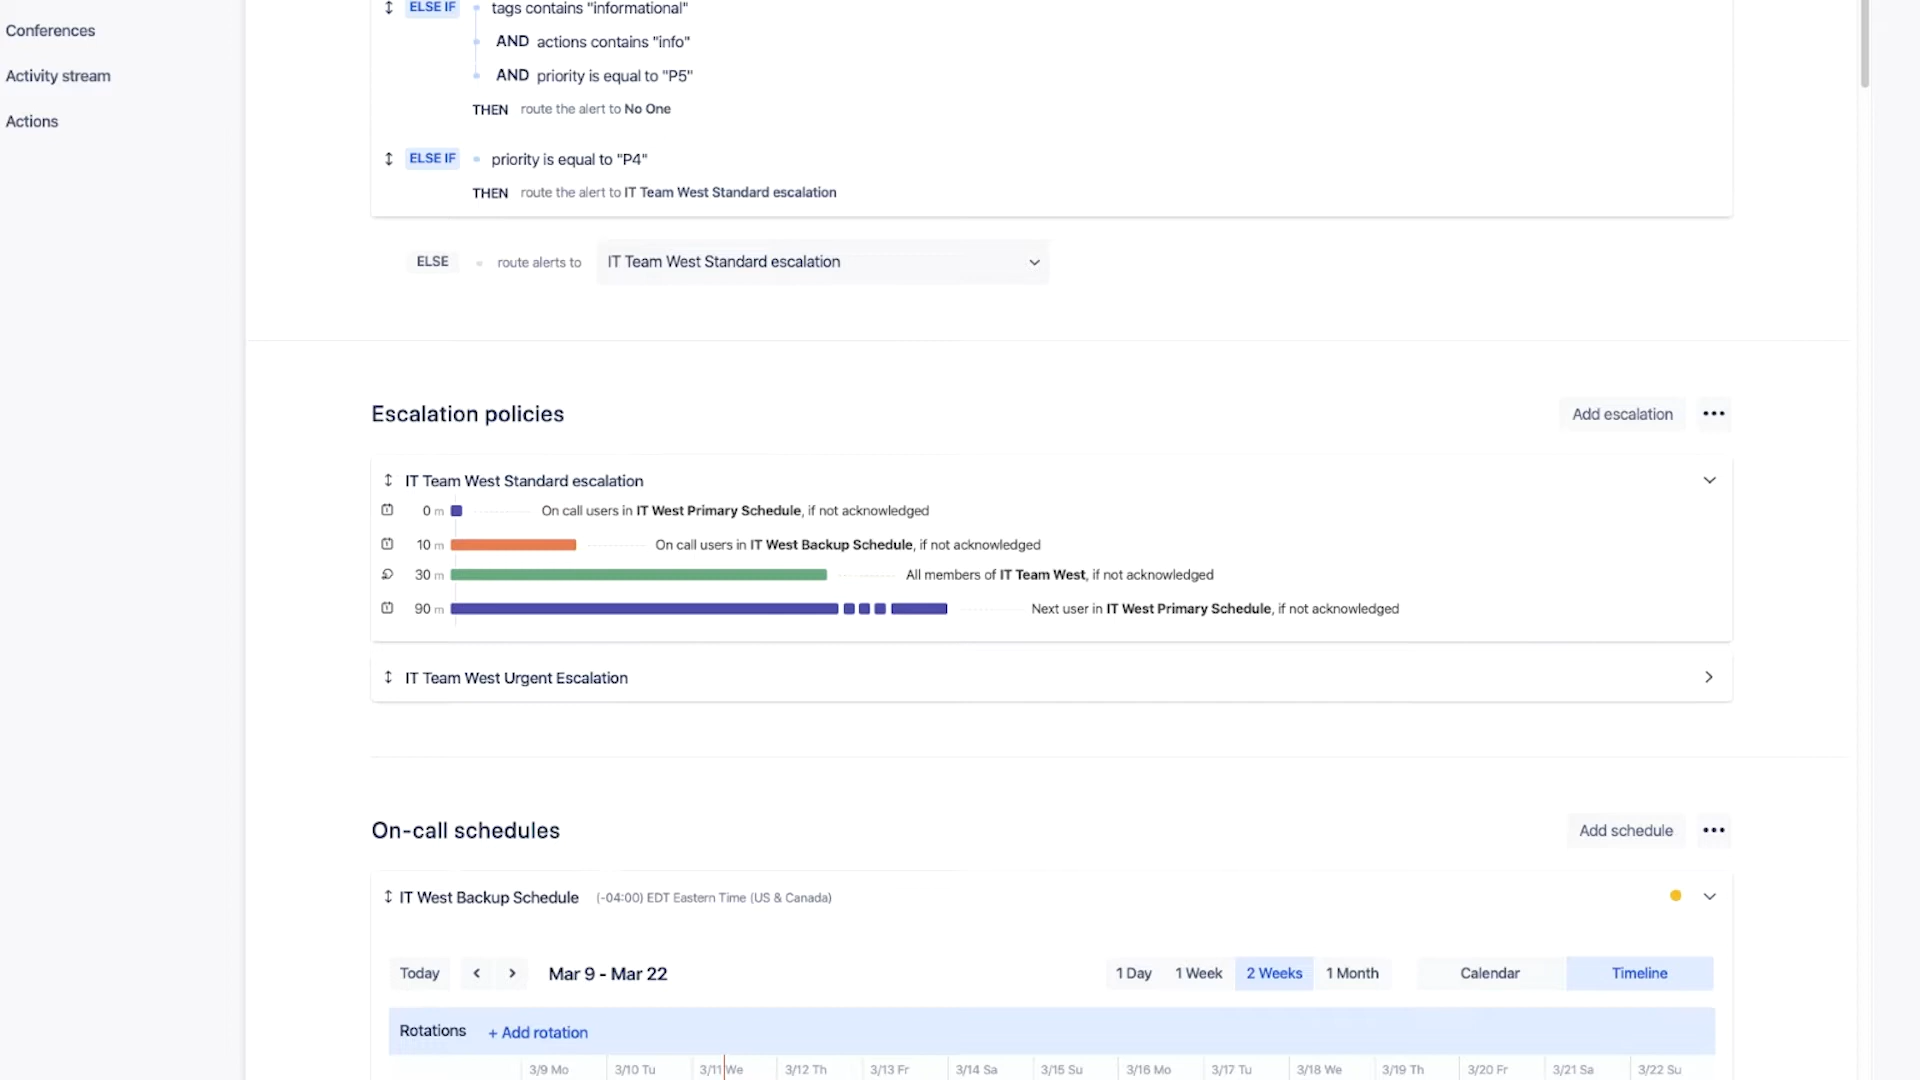 Conferences
Activity stream
Actions
ELSE IF tags contains "informational"
AND actions contains "info"
AND priority is equal to "P5"
THEN route the alert to No One
ELSE IF priority is equal to "P4"
THEN route the alert to IT Team West Standard escalation
ELSE route alerts to IT Team West Standard escalation
Escalation policies Add escalation
IT Team West Standard escalation
0 m On call users in IT West Primary Schedule, if not acknowledged
10 m On call users in IT West Backup Schedule, if not acknowledged
30 m All members of IT Team West, if not acknowledged
90 m Next user in IT West Primary Schedule, if not acknowledged
IT Team West Urgent Escalation
On-call schedules Add schedule
IT West Backup Schedule (-04:00) EDT Eastern Time (US & Canada)
Today Mar 9 - Mar 22 1 Day 1 Week 2 Weeks 1 Month Calendar Timeline
Rotations + Add rotation
3/9 Mo 3/10 Tu 3/11 We 3/12 Th 3/13 Fr 3/14 Sa 3/15 Su 3/16 Mo 3/17 Tu 3/18 We 3/19 Th 3/20 Fr 3/21 Sa 3/22 Su